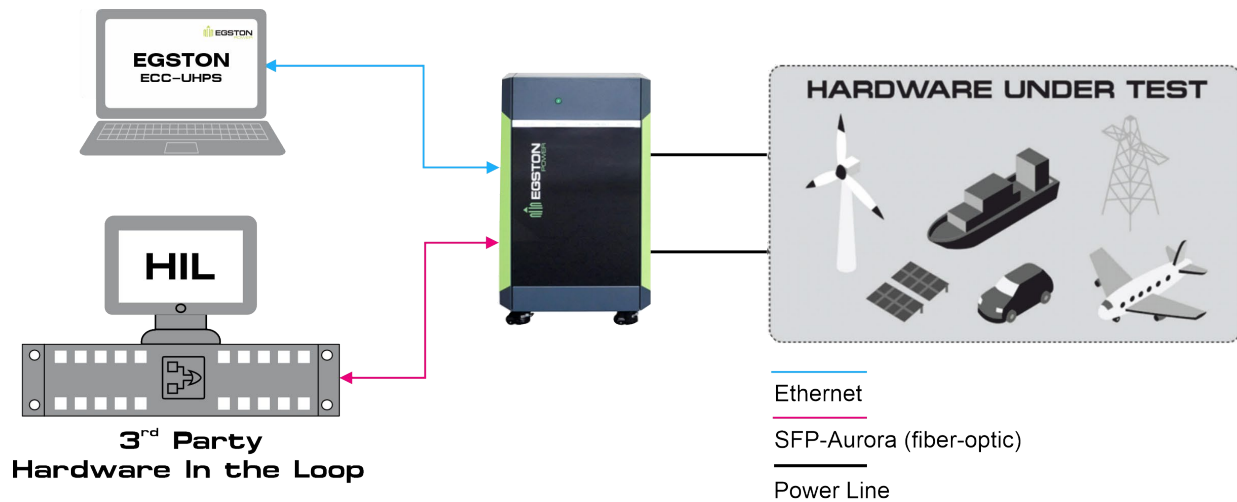 EGSTON
EGSTON
ECC-UHPS
HIL
3rd Party
Hardware In the Loop
EGSTON
POWER
HARDWARE UNDER TEST
Ethernet
SFP-Aurora (fiber-optic)
Power Line